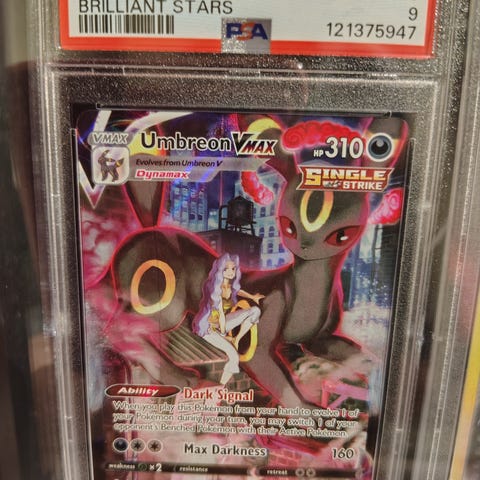 BRILLIANT STARS
9
PSA
121375947
VMAX
Umbreon VMAX
HP 310
Evolves from Umbreon V
Dynamax
SINGLE
STRIKE
Ability Dark Signal
When you play this Pokémon from your hand to evolve 1 of
your Pokémon during your turn, you may switch 1 of your
opponent's Benched Pokémon with their Active Pokémon.
Max Darkness 160
weakness ×2 resistance retreat